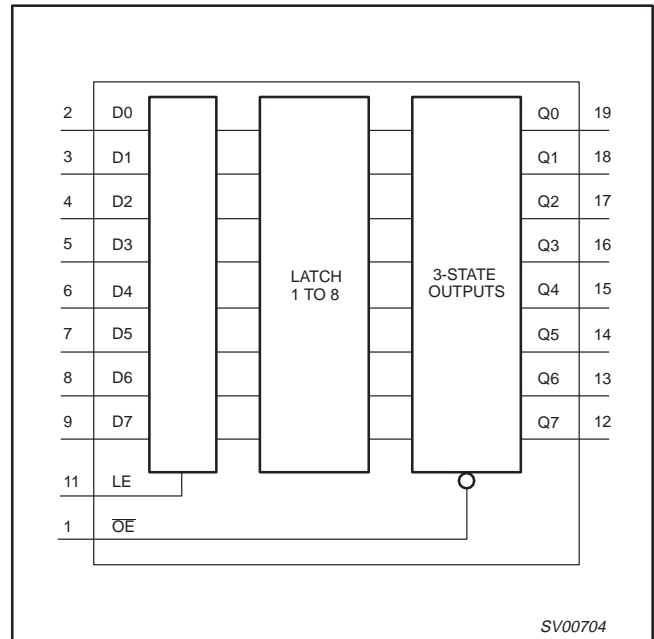 2 D0 Q0 19
3 D1 Q1 18
4 D2 Q2 17
5 D3 Q3 16
LATCH
1 TO 8
3-STATE
OUTPUTS
6 D4 Q4 15
7 D5 Q5 14
8 D6 Q6 13
9 D7 Q7 12
11 LE
1 O̅E̅
SV00704